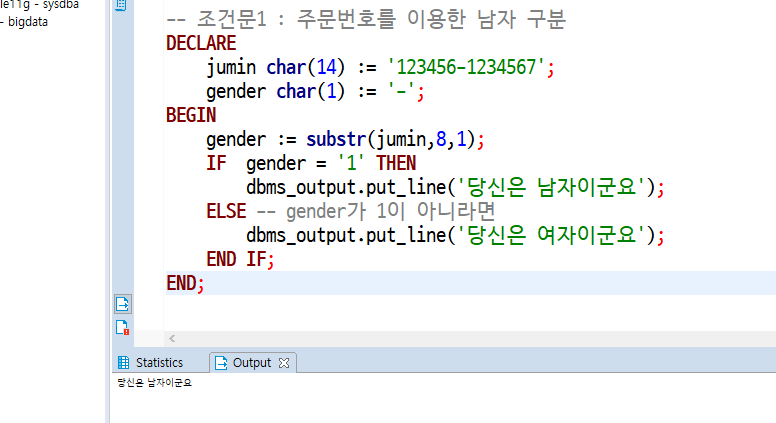 le11g - sysdba
- bigdata
-- 조건문1 : 주문번호를 이용한 남자 구분
DECLARE
jumin char(14) := '123456-1234567';
gender char(1) := '-';
BEGIN
gender := substr(jumin,8,1);
IF gender = '1' THEN
dbms_output.put_line('당신은 남자이군요');
ELSE -- gender가 1이 아니라면
dbms_output.put_line('당신은 여자이군요');
END IF;
END;
Statistics
Output
당신은 남자이군요